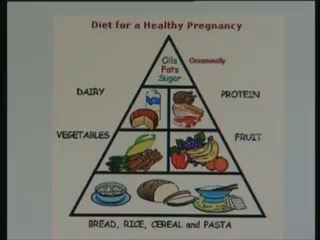 Diet for a Healthy Pregnancy
Oils
Fats
Sugar
Occasionally
DAIRY
PROTEIN
VEGETABLES
FRUIT
BREAD, RICE, CEREAL and PASTA